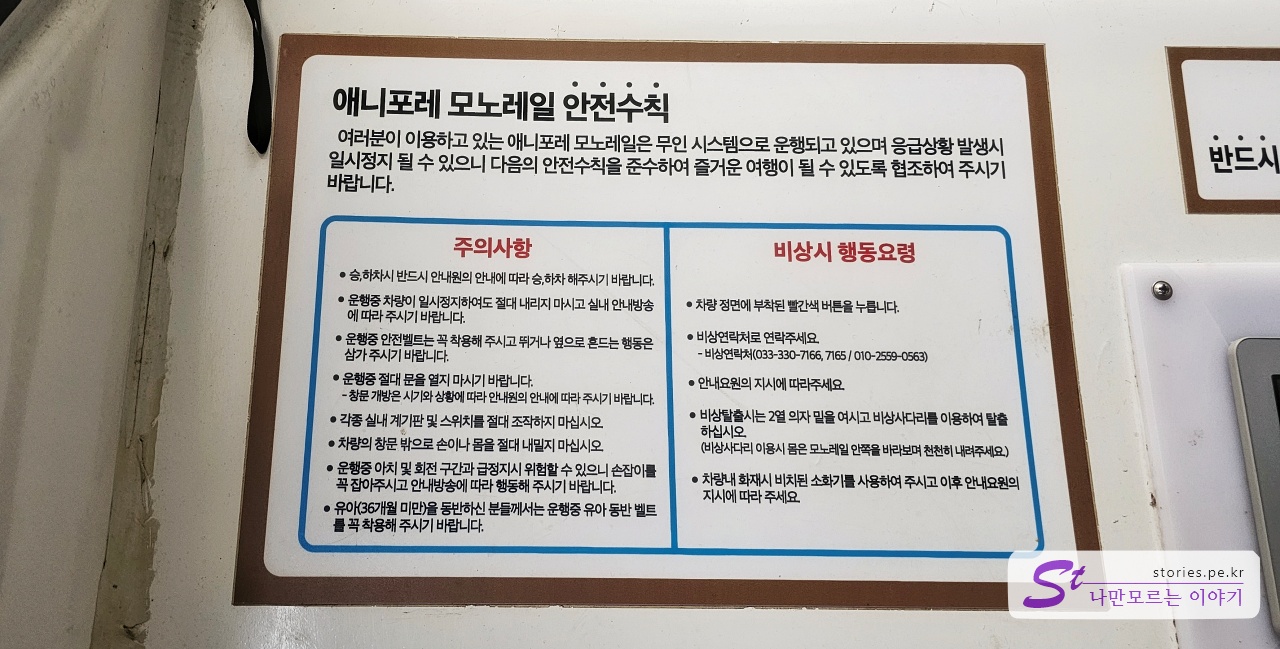 애니포레 모노레일 안전수칙
여러분이 이용하고 있는 애니포레 모노레일은 무인 시스템으로 운행되고 있으며 응급상황 발생시
일시정지 될 수 있으니 다음의 안전수칙을 준수하여 즐거운 여행이 될 수 있도록 협조하여 주시기
바랍니다.
주의사항
● 승,하차시 반드시 안내원의 안내에 따라 승,하차 해주시기 바랍니다.
● 운행중 차량이 일시정지하여도 절대 내리지 마시고 실내 안내방송
에 따라 주시기 바랍니다.
● 운행중 안전벨트는 꼭 착용해 주시고 뛰거나 옆으로 흔드는 행동은
삼가 주시기 바랍니다.
● 운행중 절대 문을 열지 마시기 바랍니다.
- 창문 개방은 시기와 상황에 따라 안내원의 안내에 따라 주시기 바랍니다.
● 각종 실내 계기판 및 스위치를 절대 조작하지 마십시오.
● 차량의 창문 밖으로 손이나 몸을 절대 내밀지 마십시오.
● 운행중 아치 및 회전 구간과 급정지시 위험할 수 있으니 손잡이를
꼭 잡아주시고 안내방송에 따라 행동해 주시기 바랍니다.
● 유아(36개월 미만)을 동반하신 분들께서는 운행중 유아 동반 벨트
를 꼭 착용해 주시기 바랍니다.
비상시 행동요령
● 차량 정면에 부착된 빨간색 버튼을 누릅니다.
● 비상연락처로 연락주세요.
- 비상연락처(033-330-7166, 7165 / 010-2559-0563)
● 안내요원의 지시에 따라주세요.
● 비상탈출시는 2열 의자 밑을 여시고 비상사다리를 이용하여 탈출
하십시오.
(비상사다리 이용시 몸은 모노레일 안쪽을 바라보며 천천히 내려주세요.)
● 차량내 화재시 비치된 소화기를 사용하여 주시고 이후 안내요원의
지시에 따라 주세요.
반드시
St
stories.pe.kr
나만모르는 이야기